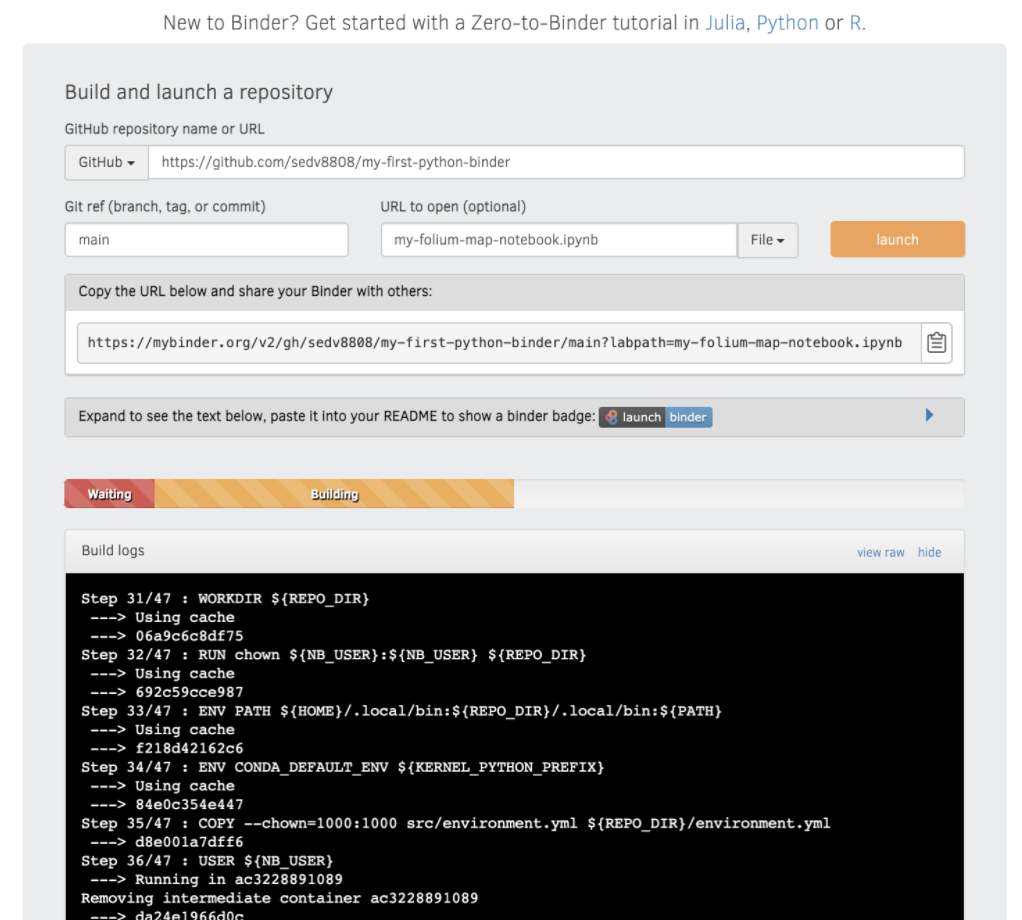 New to Binder? Get started with a Zero-to-Binder tutorial in Julia, Python or R.
Build and launch a repository
GitHub repository name or URL
GitHub https://github.com/sedv8808/my-first-python-binder
Git ref (branch, tag, or commit) URL to open (optional)
main my-folium-map-notebook.ipynb File launch
Copy the URL below and share your Binder with others:
https://mybinder.org/v2/gh/sedv8808/my-first-python-binder/main?labpath=my-folium-map-notebook.ipynb
Expand to see the text below, paste it into your README to show a binder badge: launch binder
Waiting Building
Build logs view raw hide
Step 31/47 : WORKDIR ${REPO_DIR}
---> Using cache
---> 06a9c6c8df75
Step 32/47 : RUN chown ${NB_USER}:${NB_USER} ${REPO_DIR}
---> Using cache
---> 692c59cce987
Step 33/47 : ENV PATH ${HOME}/.local/bin:${REPO_DIR}/.local/bin:${PATH}
---> Using cache
---> f218d42162c6
Step 34/47 : ENV CONDA_DEFAULT_ENV ${KERNEL_PYTHON_PREFIX}
---> Using cache
---> 84e0c354e447
Step 35/47 : COPY --chown=1000:1000 src/environment.yml ${REPO_DIR}/environment.yml
---> d8e001a7dff6
Step 36/47 : USER ${NB_USER}
---> Running in ac3228891089
Removing intermediate container ac3228891089
---> da24e1966d0c